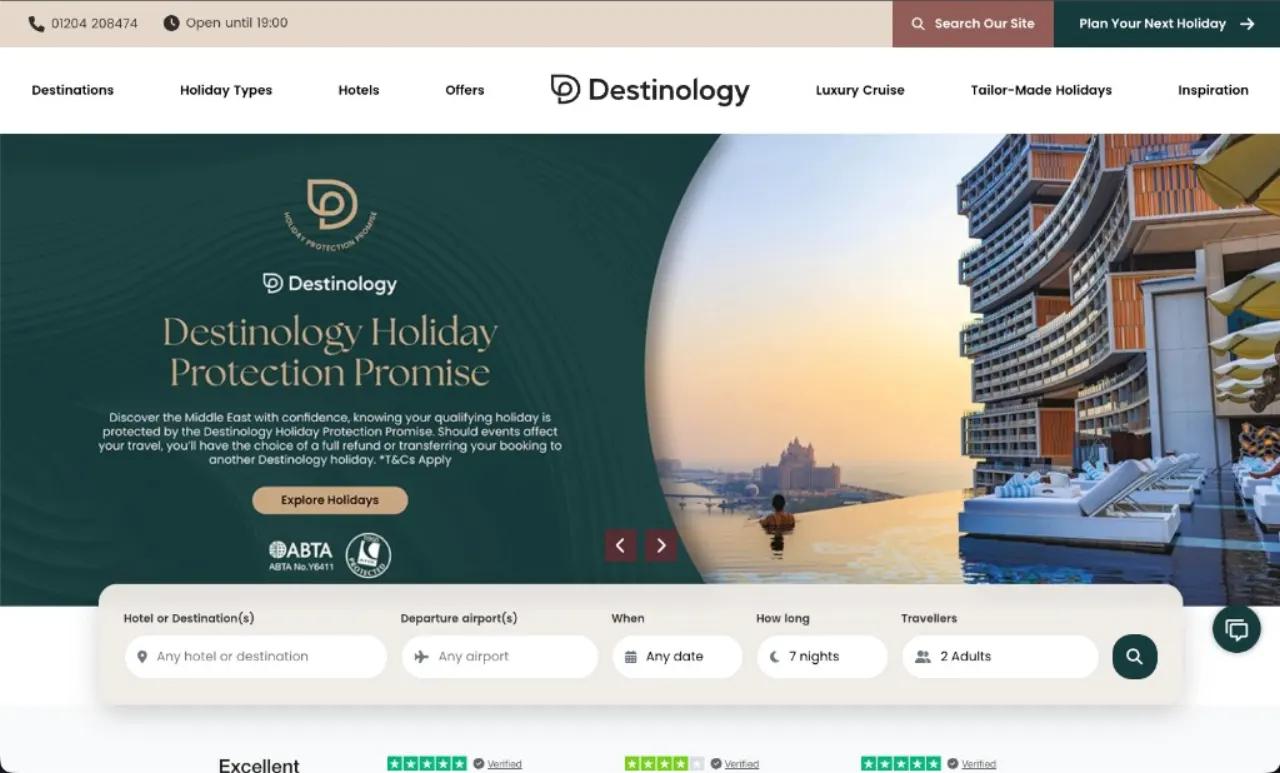 01204 208474
Open until 19:00
Search Our Site
Plan Your Next Holiday
Destinations
Holiday Types
Hotels
Offers
Destinology
Luxury Cruise
Tailor-Made Holidays
Inspiration
HOLIDAY PROTECTION PROMISE
Destinology
Destinology Holiday
Protection Promise
Discover the Middle East with confidence, knowing your qualifying holiday is
protected by the Destinology Holiday Protection Promise. Should events affect
your travel, you'll have the choice of a full refund or transferring your booking to
another Destinology holiday. *T&Cs Apply
Explore Holidays
ABTA
ABTA No.Y6411
PROTECTED
Hotel or Destination(s)
Departure airport(s)
When
How long
Travellers
Any hotel or destination
Any airport
Any date
7 nights
2 Adults
Excellent
Verified
Verified
Verified